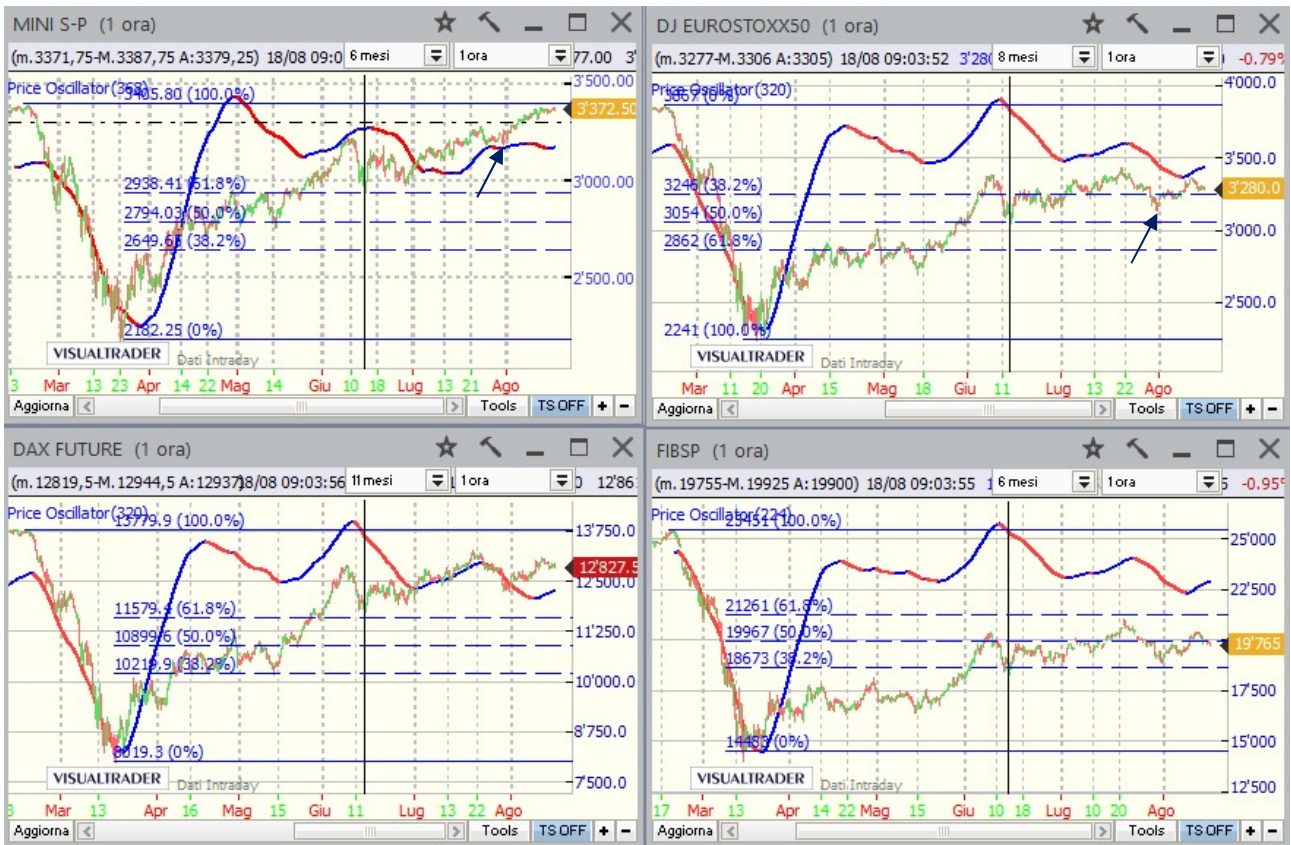 MINI S-P (1 ora)
(m.3371,75-M.3387,75 A:3379,25) 18/08 09:0
6 mesi
1ora
77.00 3'
Price Oscillator(368)
3405.80 (100.0%)
3'500.00
3'372.50
2938.41 (61.8%)
3'000.00
2794.03 (50.0%)
2649.65 (38.2%)
2'500.00
2182.25 (0%)
VISUALTRADER
Dati Intraday
3 Mar 13 23 Apr 14 22 Mag 14 Giu 10 18 Lug 13 21 Ago
Aggiorna Tools TS OFF + -
DJ EUROSTOXX50 (1 ora)
(m.3277-M.3306 A:3305) 18/08 09:03:52 3'280
8 mesi
1ora
-0.79%
Price Oscillator(320)
3867 (0%)
4'000.0
3'500.0
3246 (38.2%)
3'280.0
3054 (50.0%)
3'000.0
2862 (61.8%)
2'500.0
2241 (100.0%)
VISUALTRADER
Dati Intraday
Mar 11 20 Apr 15 Mag 18 Giu 11 Lug 13 22 Ago
Aggiorna Tools TS OFF + -
DAX FUTURE (1 ora)
(m.12819,5-M.12944,5 A:12937) 18/08 09:03:56
11 mesi
1ora
0 12'86
Price Oscillator(320)
13779.9 (100.0%)
13'750.0
12'827.5
12'500.0
11579.4 (61.8%)
11'250.0
10899.6 (50.0%)
10219.9 (38.2%)
10'000.0
8'750.0
8019.3 (0%)
VISUALTRADER
Dati Intraday
7'500.0
3 Mar 13 Apr 16 Mag 15 Giu 11 Lug 13 22 Ago
Aggiorna Tools TS OFF + -
FIBSP (1 ora)
(m.19755-M.19925 A:19900) 18/08 09:03:55
6 mesi
1ora
5 -0.95%
Price Oscillator(224)
25451 (100.0%)
25'000
22'500
21261 (61.8%)
19967 (50.0%)
19'765
18673 (38.2%)
17'500
14483 (0%)
15'000
VISUALTRADER
Dati Intraday
12'500
17 Mar 13 Apr 14 22 Mag 15 Giu 10 18 Lug 10 20 Ago
Aggiorna Tools TS OFF + -